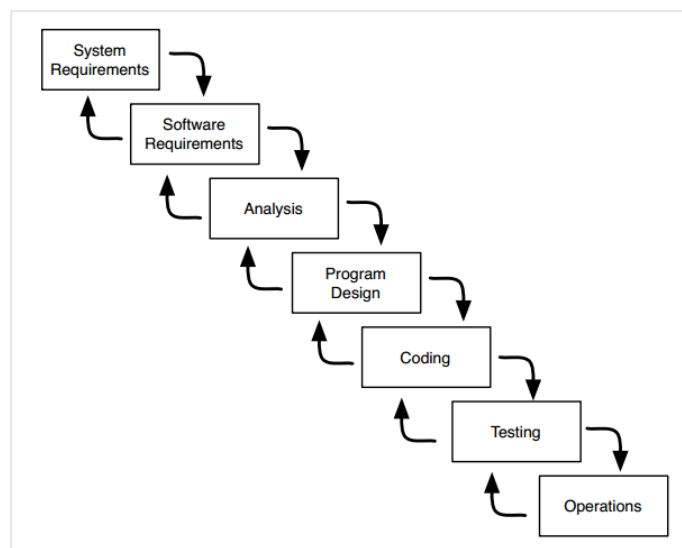 System
Requirements
Software
Requirements
Analysis
Program
Design
Coding
Testing
Operations